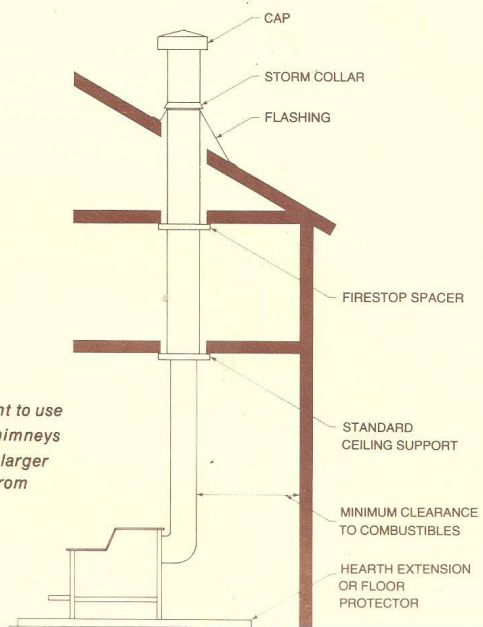 CAP
STORM COLLAR
FLASHING
FIRESTOP SPACER
STANDARD
CEILING SUPPORT
MINIMUM CLEARANCE
TO COMBUSTIBLES
HEARTH EXTENSION
OR FLOOR
PROTECTOR
nt to use
himneys
larger
rom